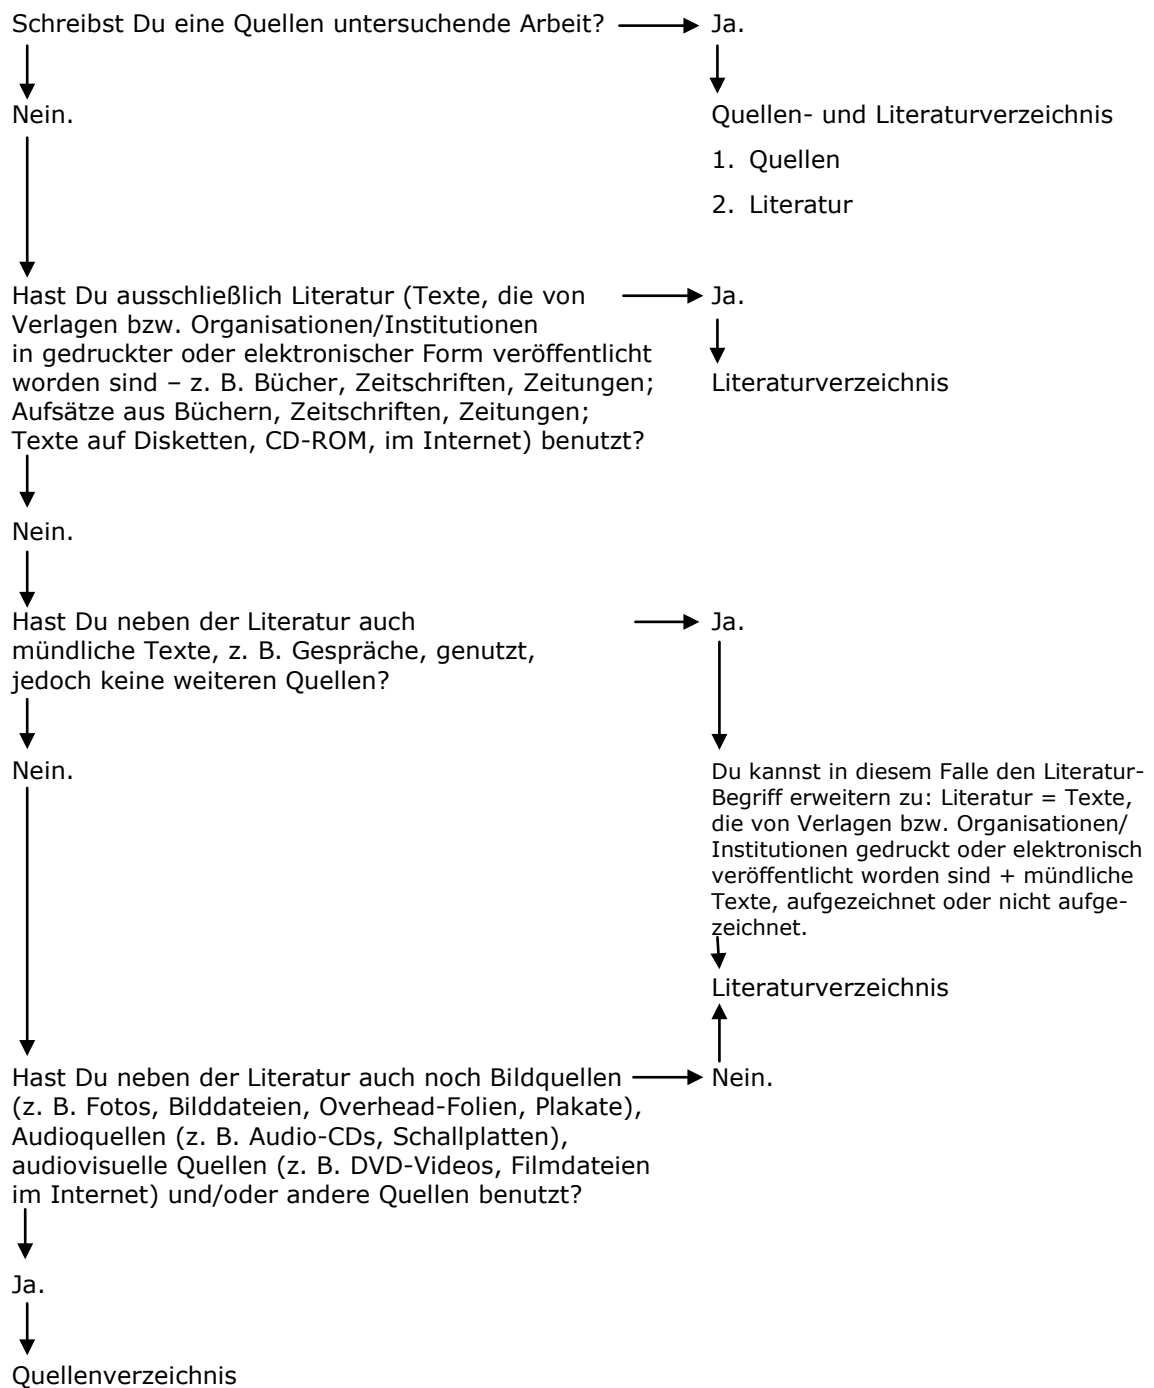 Schreibst Du eine Quellen untersuchende Arbeit?
Ja.
Nein.
Quellen- und Literaturverzeichnis
1. Quellen
2. Literatur
Hast Du ausschließlich Literatur (Texte, die von
Verlagen bzw. Organisationen/Institutionen
in gedruckter oder elektronischer Form veröffentlicht
worden sind – z. B. Bücher, Zeitschriften, Zeitungen;
Aufsätze aus Büchern, Zeitschriften, Zeitungen;
Texte auf Disketten, CD-ROM, im Internet) benutzt?
Ja.
Literaturverzeichnis
Nein.
Hast Du neben der Literatur auch
mündliche Texte, z. B. Gespräche, genutzt,
jedoch keine weiteren Quellen?
Ja.
Nein.
Du kannst in diesem Falle den Literatur-
Begriff erweitern zu: Literatur = Texte,
die von Verlagen bzw. Organisationen/
Institutionen gedruckt oder elektronisch
veröffentlicht worden sind + mündliche
Texte, aufgezeichnet oder nicht aufge-
zeichnet.
Literaturverzeichnis
Hast Du neben der Literatur auch noch Bildquellen
(z. B. Fotos, Bilddateien, Overhead-Folien, Plakate),
Audioquellen (z. B. Audio-CDs, Schallplatten),
audiovisuelle Quellen (z. B. DVD-Videos, Filmdateien
im Internet) und/oder andere Quellen benutzt?
Nein.
Ja.
Quellenverzeichnis